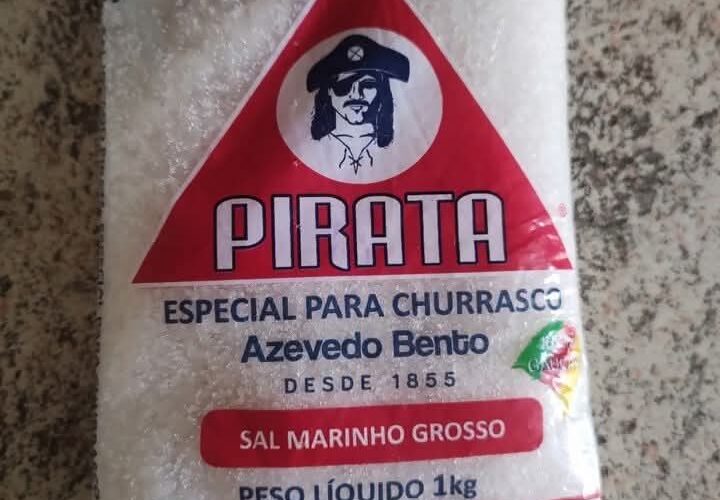 PIRATA
®
ESPECIAL PARA CHURRASCO
Azevedo Bento
DESDE 1855
SAL MARINHO GROSSO
PESO LÍQUIDO 1kg